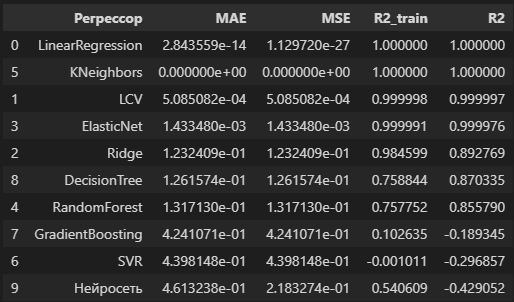 Регрессор MAE MSE R2_train R2
0 LinearRegression 2.843559e-14 1.129720e-27 1.000000 1.000000
5 KNeighbors 0.000000e+00 0.000000e+00 1.000000 1.000000
1 LCV 5.085082e-04 5.085082e-04 0.999998 0.999997
3 ElasticNet 1.433480e-03 1.433480e-03 0.999991 0.999976
2 Ridge 1.232409e-01 1.232409e-01 0.984599 0.892769
8 DecisionTree 1.261574e-01 1.261574e-01 0.758844 0.870335
4 RandomForest 1.317130e-01 1.317130e-01 0.757752 0.855790
7 GradientBoosting 4.241071e-01 4.241071e-01 0.102635 -0.189345
6 SVR 4.398148e-01 4.398148e-01 -0.001011 -0.296857
9 Нейросеть 4.613238e-01 2.183274e-01 0.540609 -0.429052